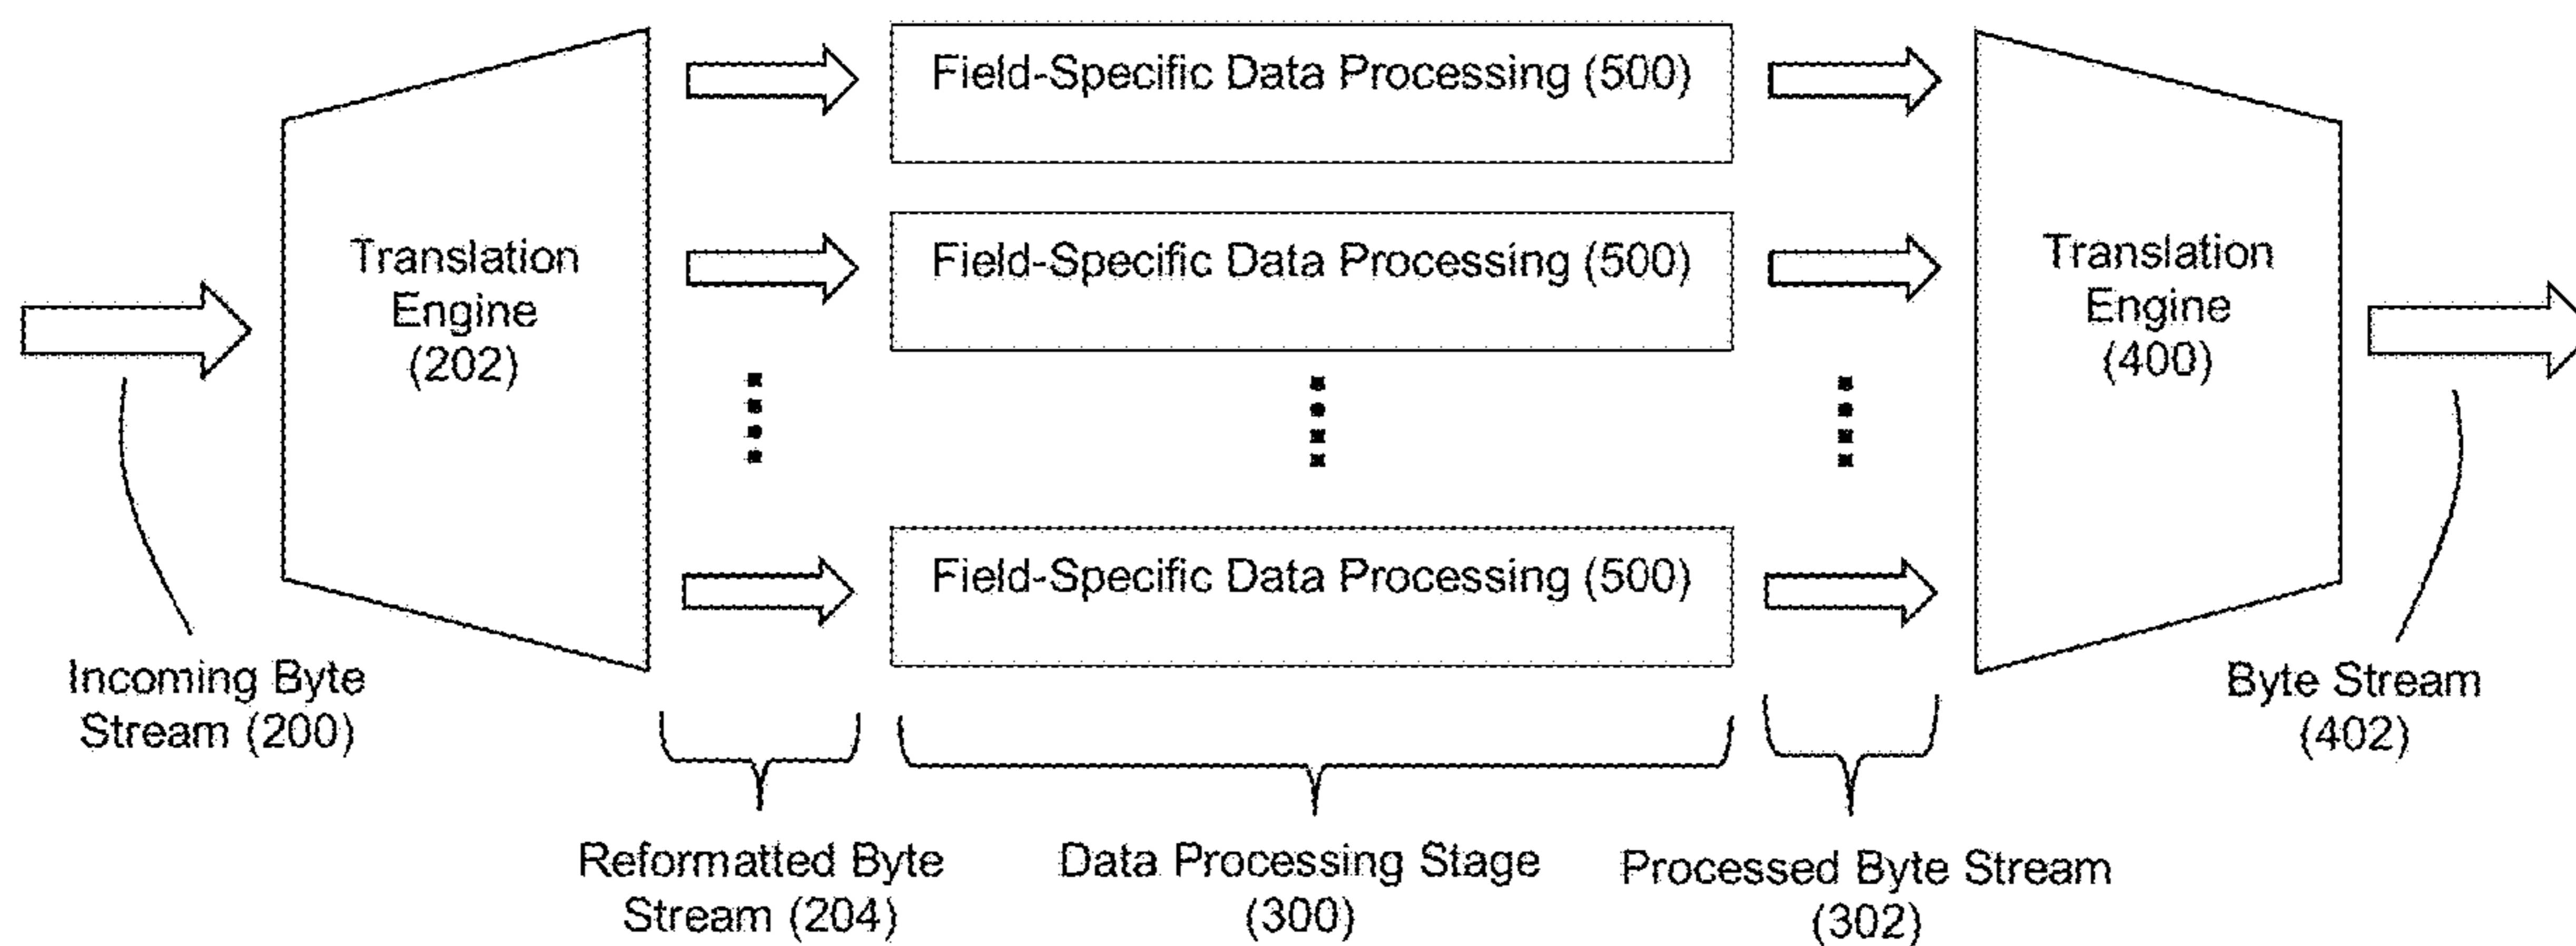 Field-Specific Data Processing (500)
Translation
Engine
(202)
Field-Specific Data Processing (500)
Translation
Engine
(400)
Field-Specific Data Processing (500)
Incoming Byte
Stream (200)
Byte Stream
(402)
Reformatted Byte
Stream (204)
Data Processing Stage
(300)
Processed Byte Stream
(302)